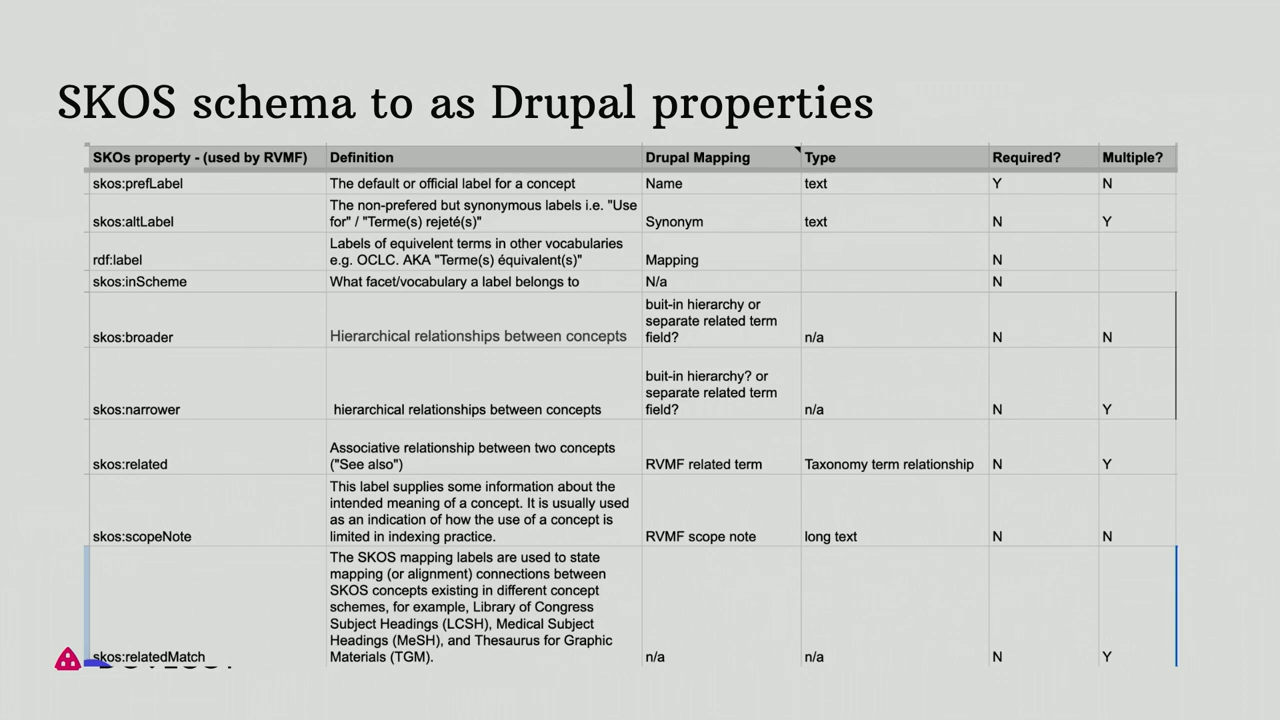 SKOS schema to as Drupal properties
SKOs property - (used by RVMF) Definition Drupal Mapping Type Required? Multiple?
skos:prefLabel The default or official label for a concept Name text Y N
The non-prefered but synonymous labels i.e. "Use
skos:altLabel for" / "Terme(s) rejeté(s)" Synonym text N Y
Labels of equivelent terms in other vocabularies
rdf:label e.g. OCLC. AKA "Terme(s) équivalent(s)" Mapping N
skos:inScheme What facet/vocabulary a label belongs to N/a N
buit-in hierarchy or
separate related term
skos:broader Hierarchical relationships between concepts field? n/a N N
buit-in hierarchy? or
separate related term
skos:narrower hierarchical relationships between concepts field? n/a N Y
Associative relationship between two concepts
skos:related ("See also") RVMF related term Taxonomy term relationship N Y
This label supplies some information about the
intended meaning of a concept. It is usually used
as an indication of how the use of a concept is
skos:scopeNote limited in indexing practice. RVMF scope note long text N N
The SKOS mapping labels are used to state
mapping (or alignment) connections between
SKOS concepts existing in different concept
schemes, for example, Library of Congress
Subject Headings (LCSH), Medical Subject
Headings (MeSH), and Thesaurus for Graphic
skos:relatedMatch Materials (TGM). n/a n/a N Y